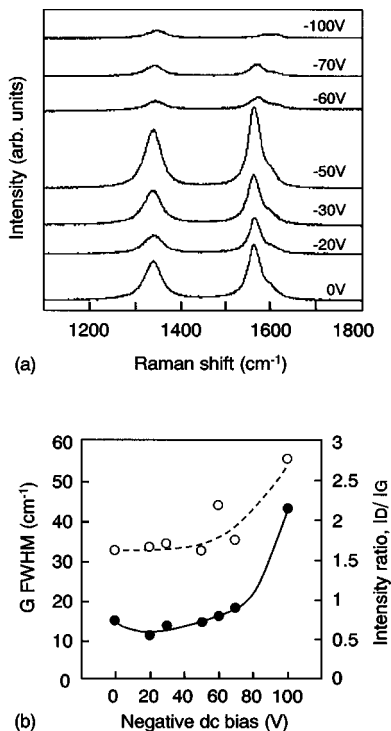 Intensity (arb. units)
-100V
-70V
-60V
-50V
-30V
-20V
0V
1200 1400 1600 1800
(a) Raman shift (cm⁻¹)
G FWHM (cm⁻¹)
60
50
40
30
20
10
0
3
2.5
2
1.5
1
0.5
0
Intensity ratio, ID/ IG
0 20 40 60 80 100
(b) Negative dc bias (V)